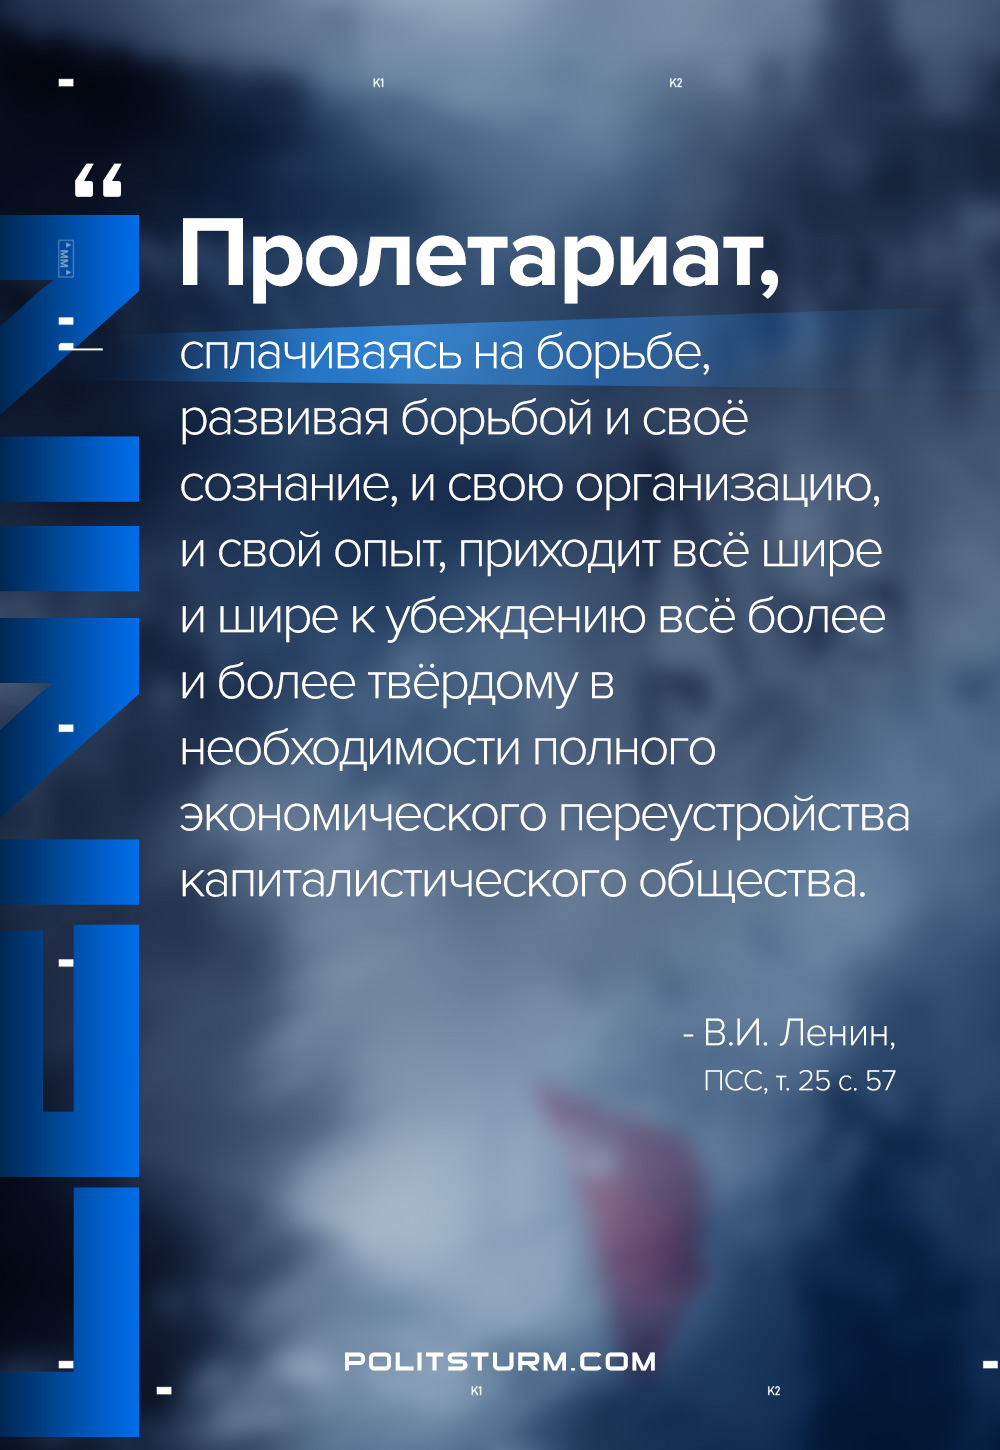 K1 K2
“
LENIN
MM
Пролетариат,
сплачиваясь на борьбе,
развивая борьбой и своё
сознание, и свою организацию,
и свой опыт, приходит всё шире
и шире к убеждению всё более
и более твёрдому в
необходимости полного
экономического переустройства
капиталистического общества.
- В.И. Ленин,
ПСС, т. 25 с. 57
POLITSTURM.COM
K1 K2